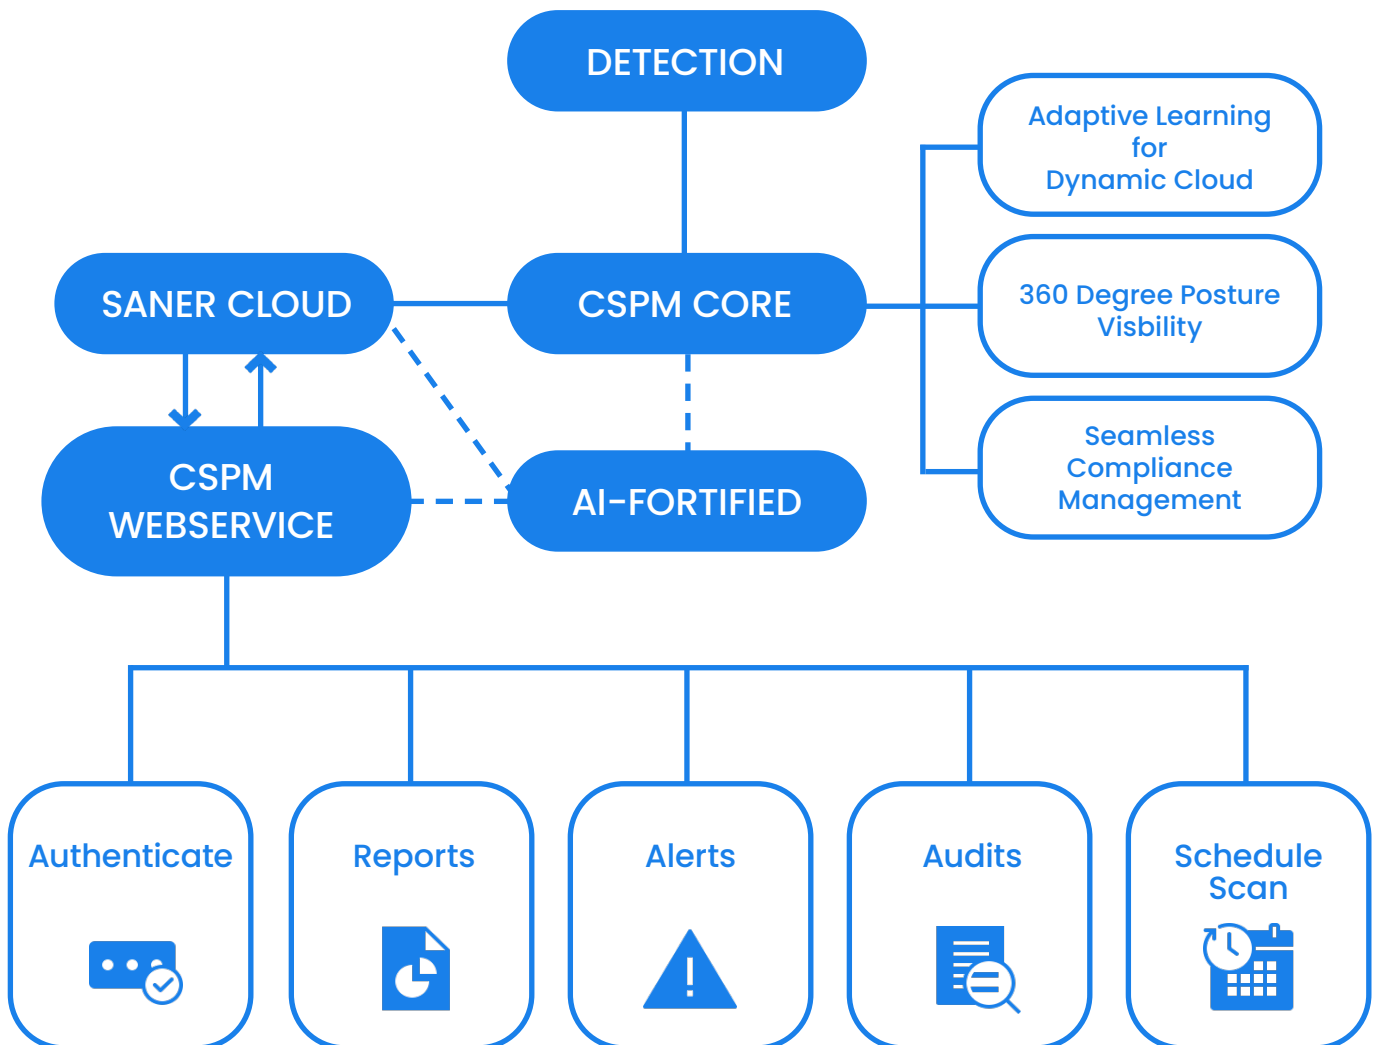 DETECTION
Adaptive Learning
for
Dynamic Cloud
SANER CLOUD
CSPM CORE
360 Degree Posture
Visbility
CSPM
WEBSERVICE
AI-FORTIFIED
Seamless
Compliance
Management
Authenticate
Reports
Alerts
Audits
Schedule
Scan